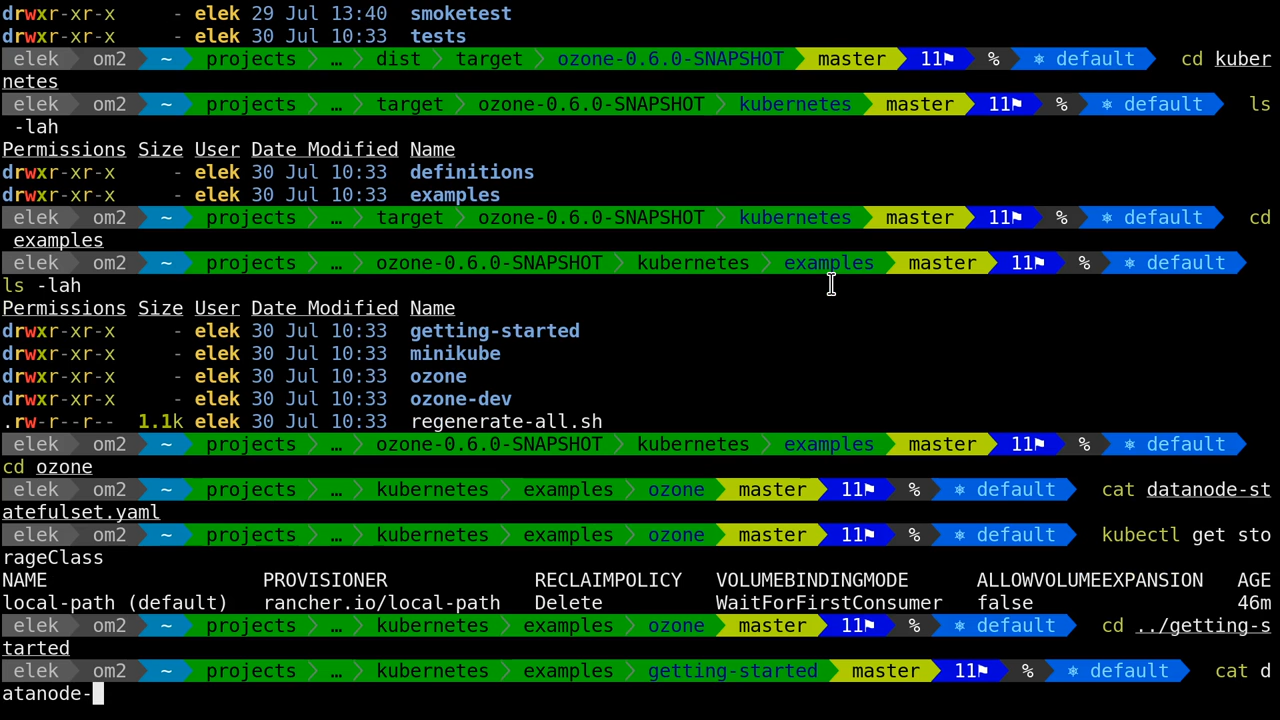 drwxr-xr-x     - elek 29 Jul 13:40  smoketest
drwxr-xr-x     - elek 30 Jul 10:33  tests
elek  om2  ~  projects  …  dist  target  ozone-0.6.0-SNAPSHOT  master  11⚑  %  ⎈ default  cd kuber
netes
elek  om2  ~  projects  …  target  ozone-0.6.0-SNAPSHOT  kubernetes  master  11⚑  %  ⎈ default  ls
 -lah
Permissions Size User Date Modified Name
drwxr-xr-x     - elek 30 Jul 10:33  definitions
drwxr-xr-x     - elek 30 Jul 10:33  examples
elek  om2  ~  projects  …  target  ozone-0.6.0-SNAPSHOT  kubernetes  master  11⚑  %  ⎈ default  cd
 examples
elek  om2  ~  projects  …  ozone-0.6.0-SNAPSHOT  kubernetes  examples  master  11⚑  %  ⎈ default
ls -lah
Permissions Size User Date Modified Name
drwxr-xr-x     - elek 30 Jul 10:33  getting-started
drwxr-xr-x     - elek 30 Jul 10:33  minikube
drwxr-xr-x     - elek 30 Jul 10:33  ozone
drwxr-xr-x     - elek 30 Jul 10:33  ozone-dev
.rw-r--r--  1.1k elek 30 Jul 10:33  regenerate-all.sh
elek  om2  ~  projects  …  ozone-0.6.0-SNAPSHOT  kubernetes  examples  master  11⚑  %  ⎈ default
cd ozone
elek  om2  ~  projects  …  kubernetes  examples  ozone  master  11⚑  %  ⎈ default  cat datanode-st
atefulset.yaml
elek  om2  ~  projects  …  kubernetes  examples  ozone  master  11⚑  %  ⎈ default  kubectl get sto
rageClass
NAME                   PROVISIONER             RECLAIMPOLICY   VOLUMEBINDINGMODE      ALLOWVOLUMEEXPANSION   AGE
local-path (default)   rancher.io/local-path   Delete          WaitForFirstConsumer   false                  46m
elek  om2  ~  projects  …  kubernetes  examples  ozone  master  11⚑  %  ⎈ default  cd ../getting-s
tarted
elek  om2  ~  projects  …  kubernetes  examples  getting-started  master  11⚑  %  ⎈ default  cat d
atanode-